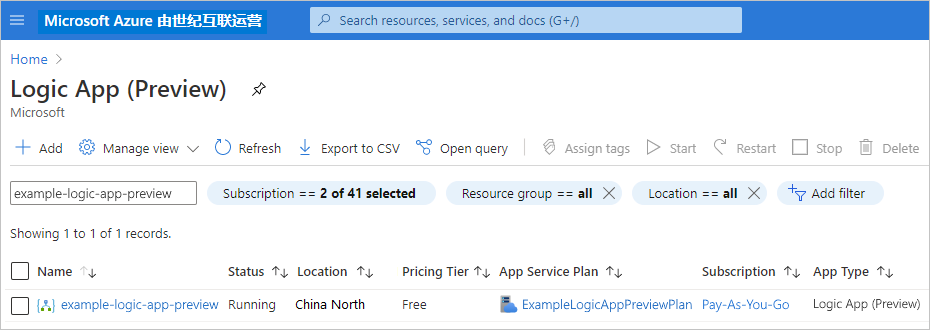 Microsoft Azure 由世纪互联运营 Search resources, services, and docs (G+/)
Home >
Logic App (Preview)
Microsoft
Add Manage view Refresh Export to CSV Open query Assign tags Start Restart Stop Delete
example-logic-app-preview Subscription == 2 of 41 selected Resource group == all Location == all Add filter
Showing 1 to 1 of 1 records.
Name Status Location Pricing Tier App Service Plan Subscription App Type
example-logic-app-preview Running China North Free ExampleLogicAppPreviewPlan Pay-As-You-Go Logic App (Preview)